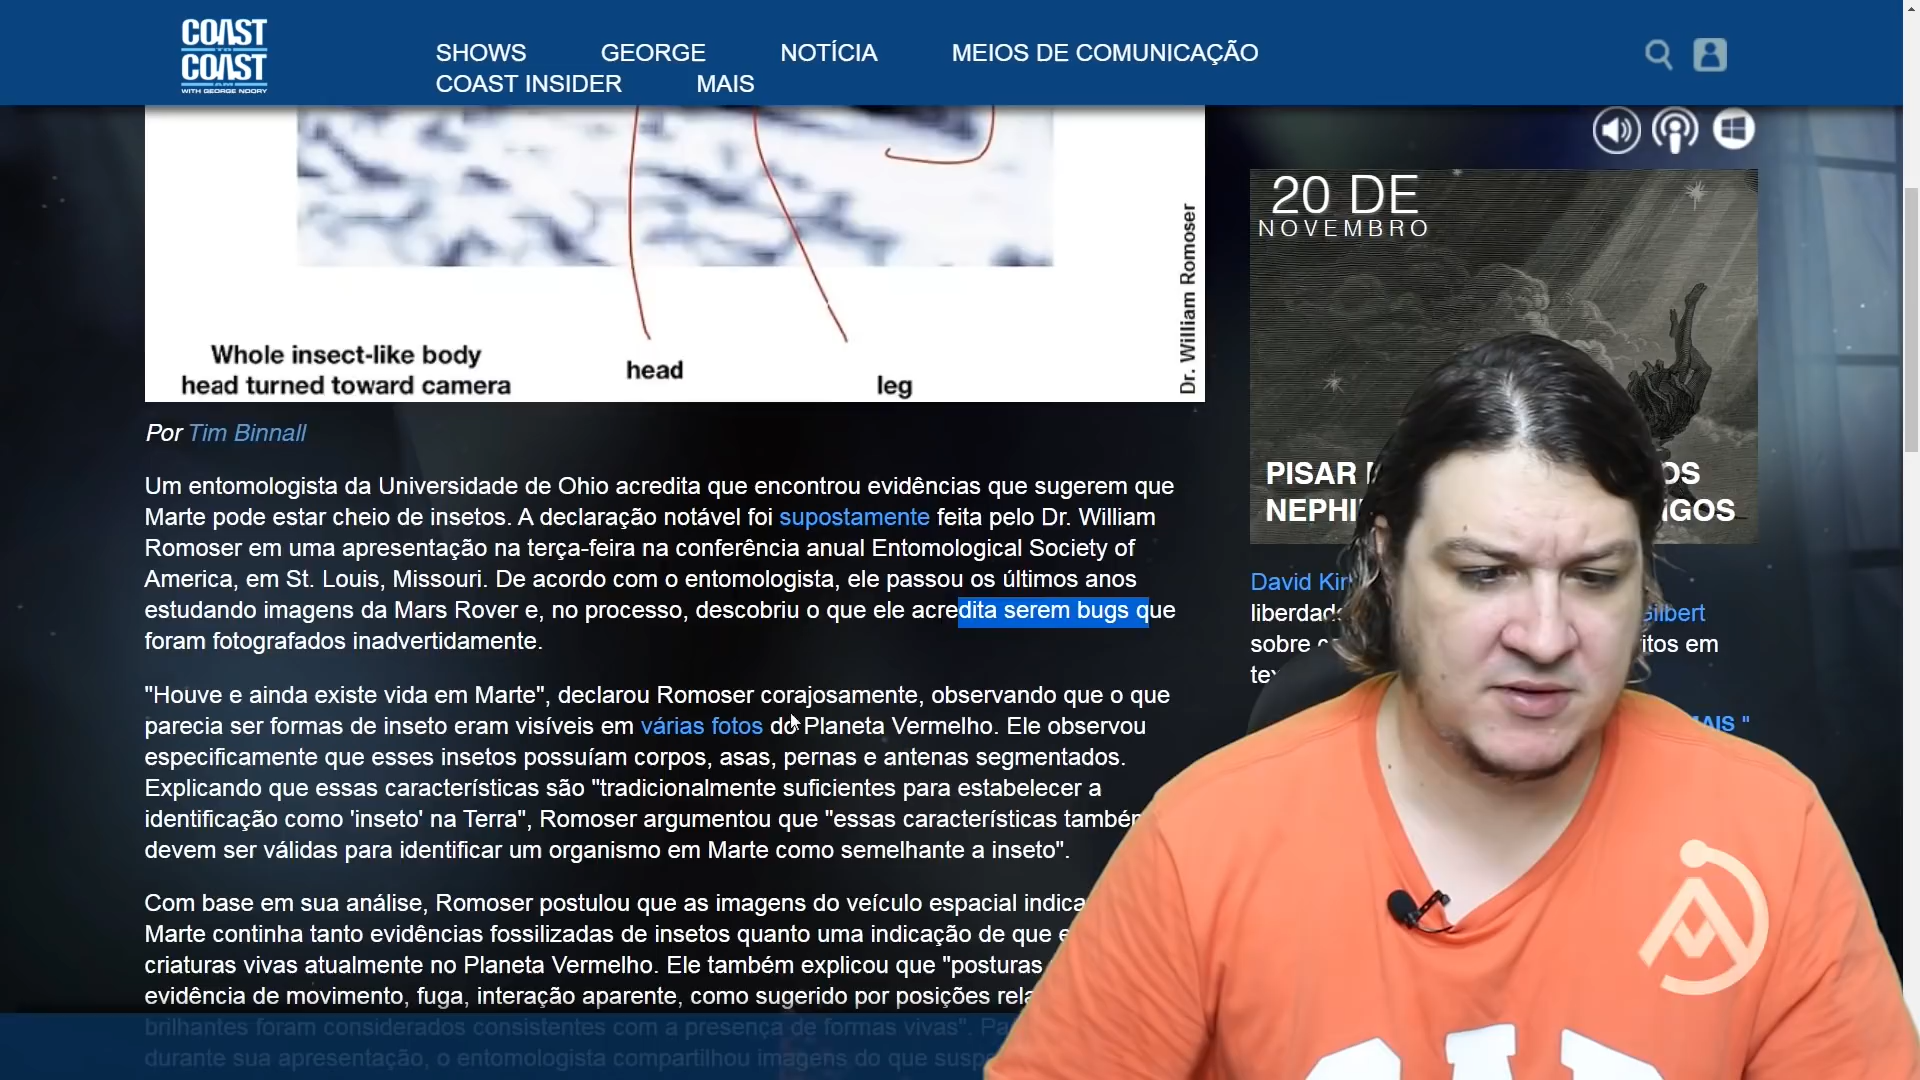 COAST
TO
COAST
AM
WITH GEORGE NOORY
SHOWS GEORGE NOTÍCIA MEIOS DE COMUNICAÇÃO
COAST INSIDER MAIS
Whole insect-like body
head turned toward camera
head
leg
Dr. William Romoser
Por Tim Binnall
Um entomologista da Universidade de Ohio acredita que encontrou evidências que sugerem que
Marte pode estar cheio de insetos. A declaração notável foi supostamente feita pelo Dr. William
Romoser em uma apresentação na terça-feira na conferência anual Entomological Society of
America, em St. Louis, Missouri. De acordo com o entomologista, ele passou os últimos anos
estudando imagens da Mars Rover e, no processo, descobriu o que ele acredita serem bugs que
foram fotografados inadvertidamente.
"Houve e ainda existe vida em Marte", declarou Romoser corajosamente, observando que o que
parecia ser formas de inseto eram visíveis em várias fotos do Planeta Vermelho. Ele observou
especificamente que esses insetos possuíam corpos, asas, pernas e antenas segmentados.
Explicando que essas características são "tradicionalmente suficientes para estabelecer a
identificação como 'inseto' na Terra", Romoser argumentou que "essas características também
devem ser válidas para identificar um organismo em Marte como semelhante a inseto".
Com base em sua análise, Romoser postulou que as imagens do veículo espacial
Marte continha tanto evidências fossilizadas de insetos quanto uma indicação de que
criaturas vivas atualmente no Planeta Vermelho. Ele também explicou que "posturas
evidência de movimento, fuga, interação aparente, como sugerido por posições
brilhantes foram considerados consistentes com a presença de formas vivas".
durante sua apresentação, o entomologista compartilhou imagens do que
20 DE
NOVEMBRO
PISAR
David
sobre
Gilbert
em